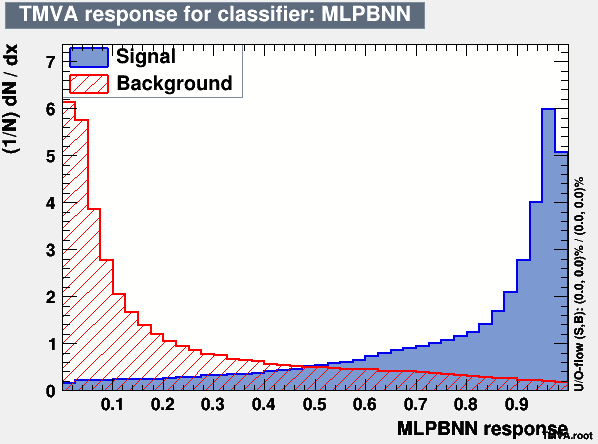 TMVA response for classifier: MLPBNN
Signal
Background
(1/N) dN / dx
7
6
5
4
3
2
1
0
0.1 0.2 0.3 0.4 0.5 0.6 0.7 0.8 0.9
MLPBNN response
U/O-flow (S,B): (0.0, 0.0)% / (0.0, 0.0)%
TMVA.root